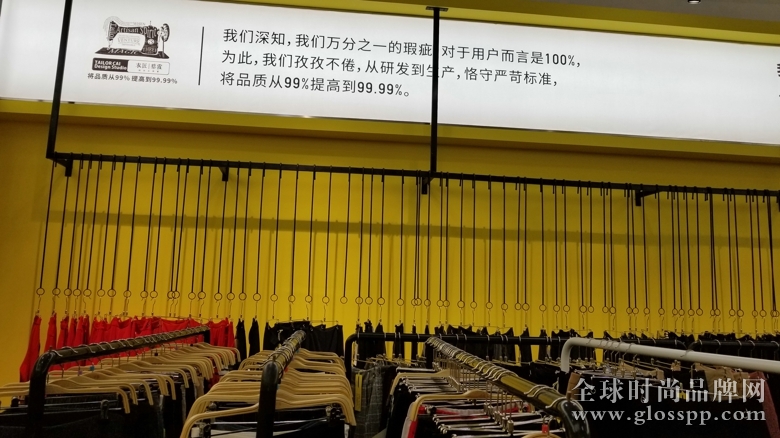 Artisan Spirit
TAILOR CAI
Design Studio
将品质从99%提高到99.99%
我们深知,我们万分之一的瑕疵,对于用户而言是100%,
为此,我们孜孜不倦,从研发到生产,恪守严苛标准,
将品质从99%提高到99.99%。
全球时尚品牌网
www.glosspp.com